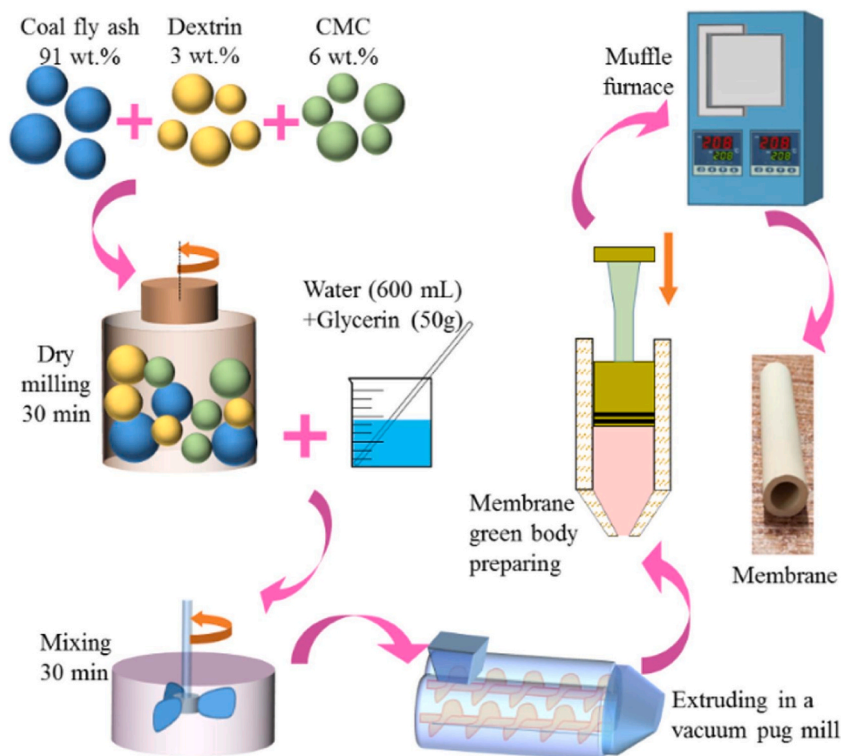 Coal fly ash
91 wt.%
Dextrin
3 wt.%
CMC
6 wt.%
Muffle
furnace
208
208
208
208
Dry
milling
30 min
Water (600 mL)
+Glycerin (50g)
Membrane
green body
preparing
Membrane
Mixing
30 min
Extruding in a
vacuum pug mill